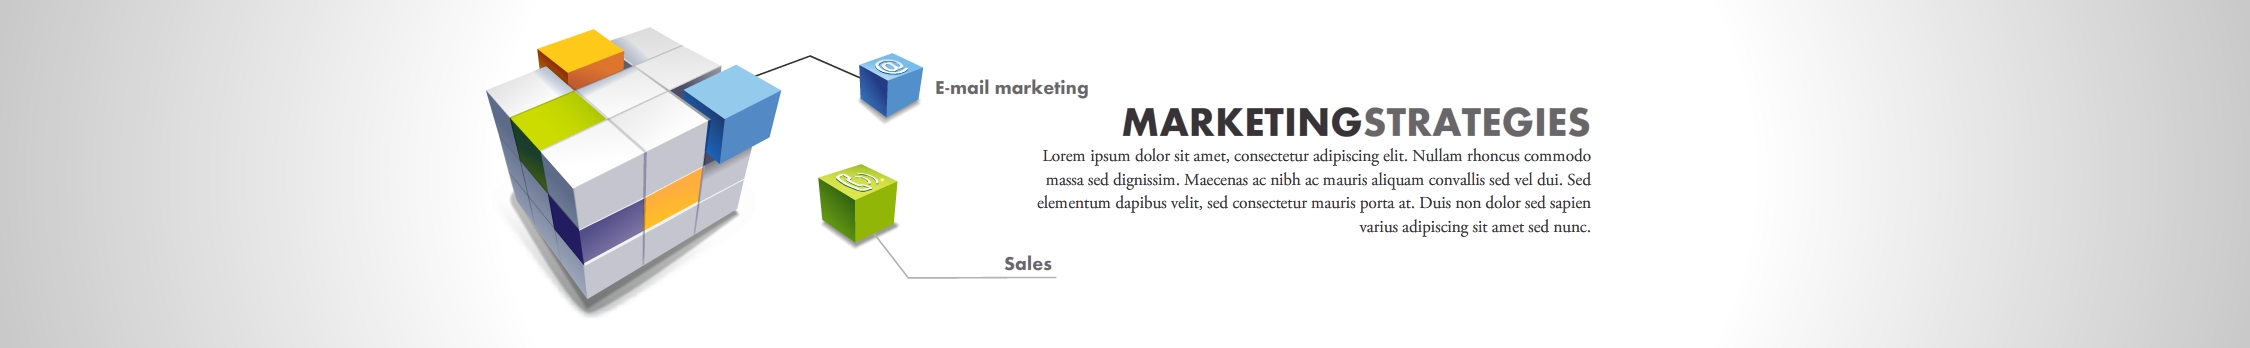 @
E-mail marketing
MARKETINGSTRATEGIES
Lorem ipsum dolor sit amet, consectetur adipiscing elit. Nullam rhoncus commodo
massa sed dignissim. Maecenas ac nibh ac mauris aliquam convallis sed vel dui. Sed
elementum dapibus velit, sed consectetur mauris porta at. Duis non dolor sed sapien
varius adipiscing sit amet sed nunc.
Sales